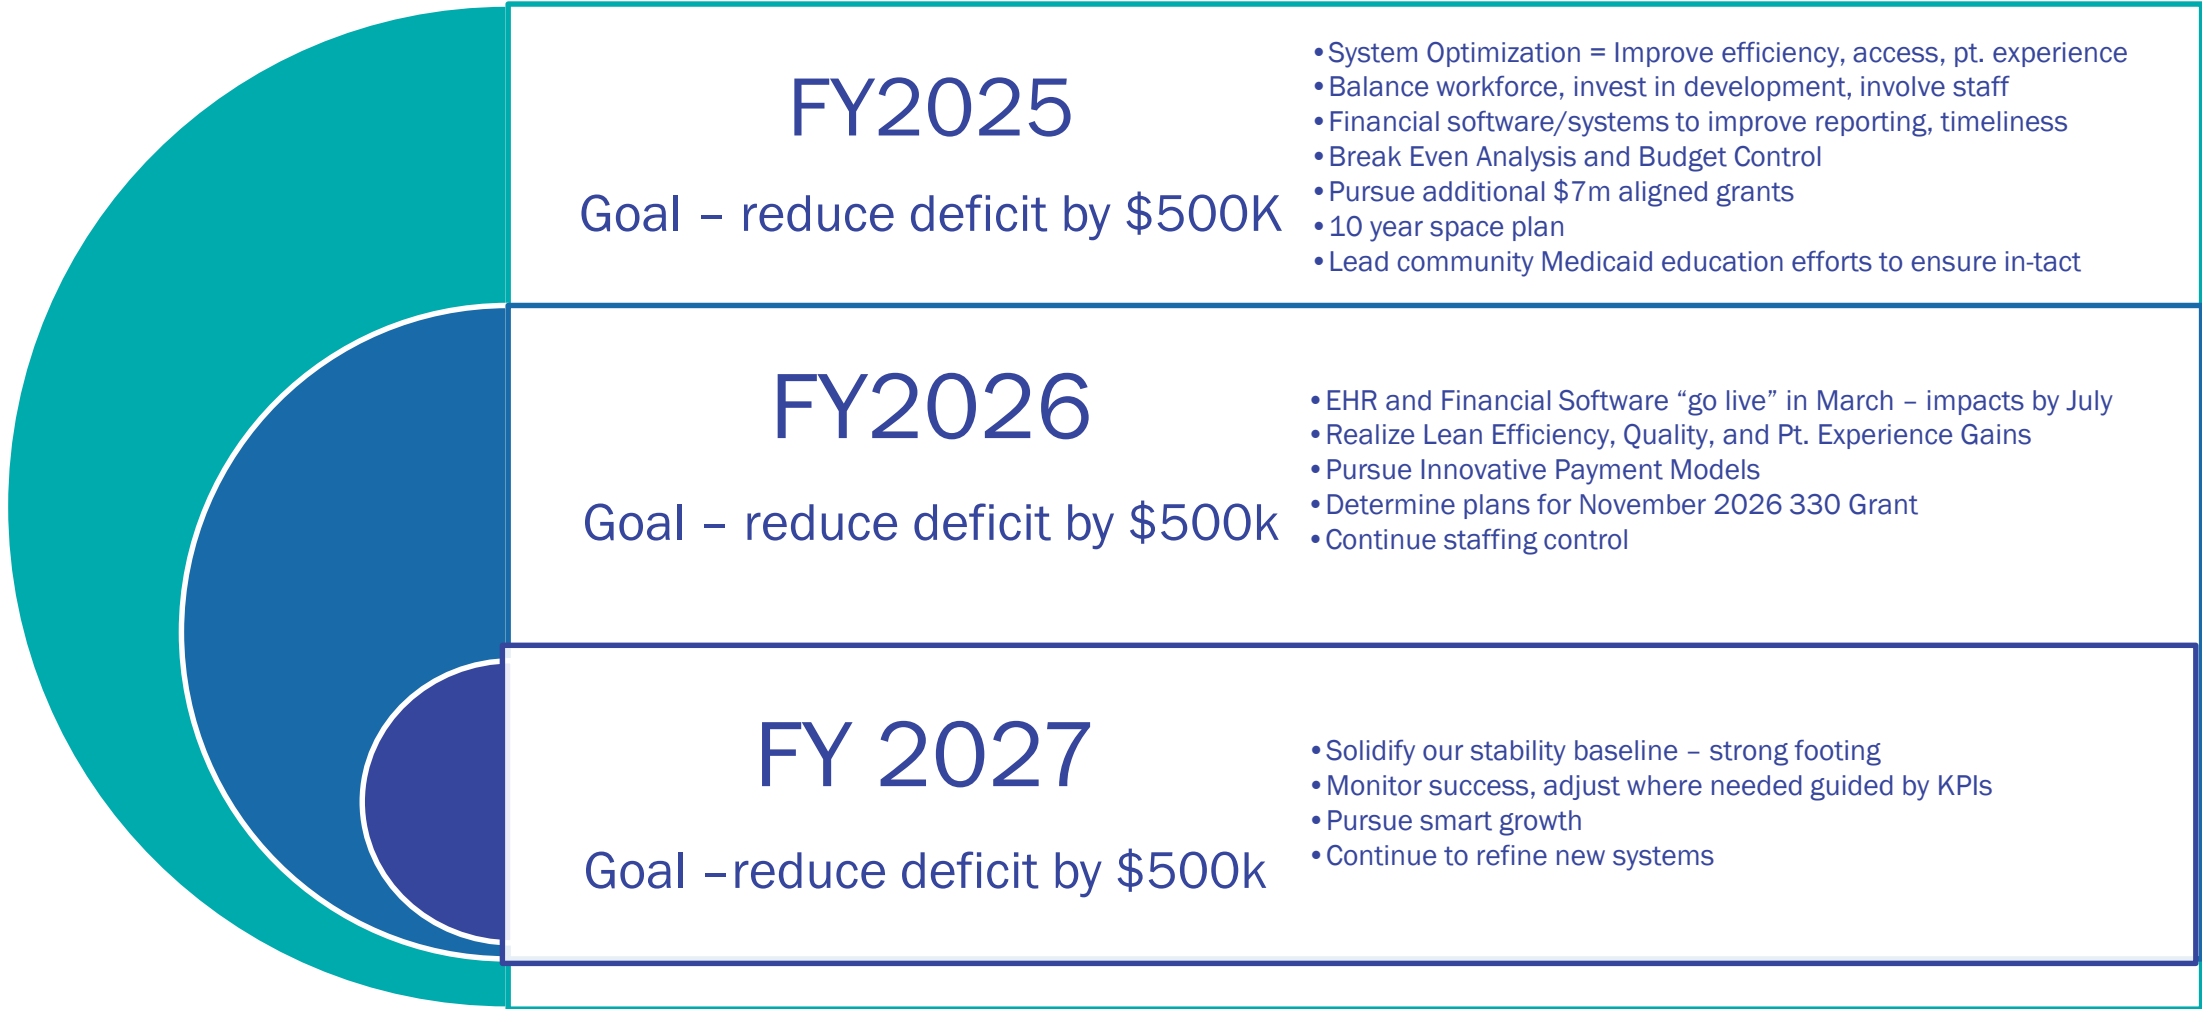 FY2025
Goal – reduce deficit by $500K
•System Optimization = Improve efficiency, access, pt. experience
•Balance workforce, invest in development, involve staff
•Financial software/systems to improve reporting, timeliness
•Break Even Analysis and Budget Control
•Pursue additional $7m aligned grants
•10 year space plan
•Lead community Medicaid education efforts to ensure in-tact
FY2026
Goal – reduce deficit by $500k
•EHR and Financial Software “go live” in March – impacts by July
•Realize Lean Efficiency, Quality, and Pt. Experience Gains
•Pursue Innovative Payment Models
•Determine plans for November 2026 330 Grant
•Continue staffing control
FY 2027
Goal –reduce deficit by $500k
•Solidify our stability baseline – strong footing
•Monitor success, adjust where needed guided by KPIs
•Pursue smart growth
•Continue to refine new systems